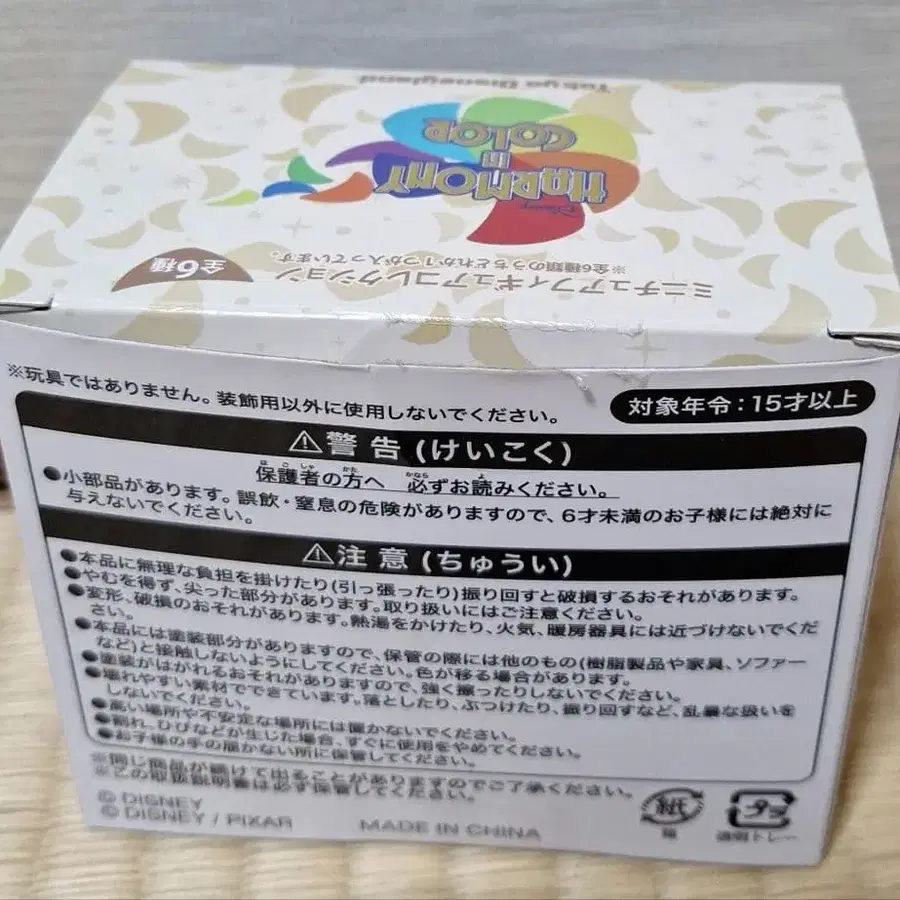 Tokyo Disneyland
Disney
HARMONY
IN
COLOR
ミニチュアフィギュアコレクション
※全6種類のうちどれか1つが入っています。
全6種
※玩具ではありません。装飾用以外に使用しないでください。
対象年令:15才以上
⚠警告(けいこく)
保護者の方へ 必ずお読みください。
●小部品があります。誤飲・窒息の危険がありますので、6才未満のお子様には絶対に
与えないでください。
⚠注意(ちゅうい)
●本品に無理な負担を掛けたり(引っ張ったり)振り回すと破損するおそれがあります。
●やむを得ず、尖った部分があります。取り扱いにはご注意ください。
●変形、破損のおそれがあります。熱湯をかけたり、火気、暖房器具には近づけないでくだ
さい。
●本品には塗装部分がありますので、保管の際には他のもの(樹脂製品や家具、ソファー
など)と接触しないようにしてください。色が移る場合があります。
●塗装がはがれるおそれがありますので、強く擦ったりしないでください。
●壊れやすい素材でできています。落としたり、ぶつけたり、振り回すなど、乱暴な扱いを
しないでください。
●高い場所や不安定な場所には置かないでください。
●割れ、ひびなどが生じた場合、すぐに使用をやめてください。
●お子様の手の届かない所に保管してください。
※同じ商品が続けて出ることがありますのでご了承ください。
※この取扱説明書は必ず保管してください。
© DISNEY
© DISNEY / PIXAR
MADE IN CHINA
紙
箱
プラ
透明トレー